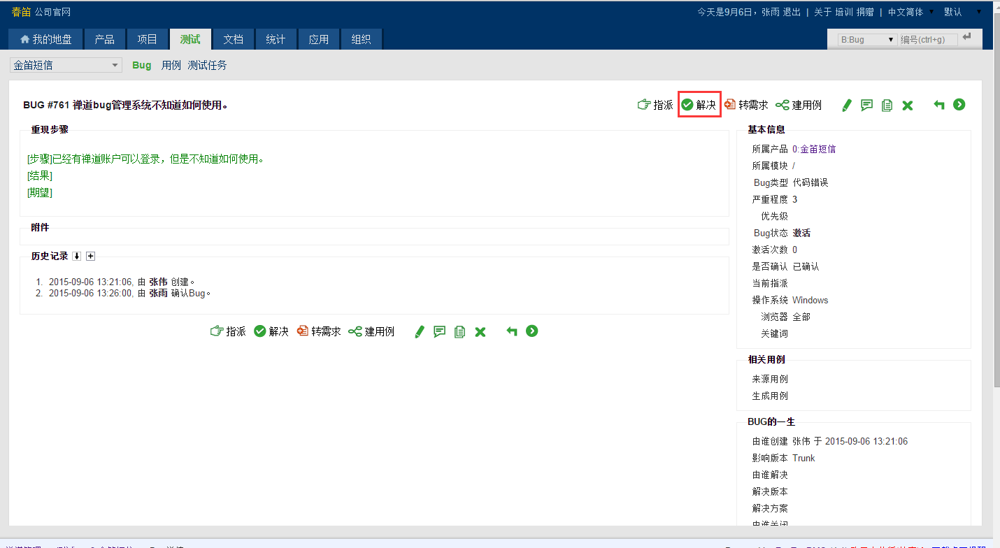 春笛 公司官网
今天是9月6日，张雨 退出 | 关于 培训 捐赠 | 中文简体 ▼ 默认 ▼
我的地盘 产品 项目 测试 文档 统计 应用 组织
B:Bug ▼ 编号(ctrl+g)
金笛短信 Bug 用例 测试任务
BUG #761 禅道bug管理系统不知道如何使用。
指派 解决 转需求 建用例
重现步骤
[步骤]已经有禅道账户可以登录，但是不知道如何使用。
[结果]
[期望]
附件
历史记录
1. 2015-09-06 13:21:06, 由 张伟 创建。
2. 2015-09-06 13:26:00, 由 张雨 确认Bug。
指派 解决 转需求 建用例
基本信息
所属产品 0:金笛短信
所属模块 /
Bug类型 代码错误
严重程度 3
优先级
Bug状态 激活
激活次数 0
是否确认 已确认
当前指派
操作系统 Windows
浏览器 全部
关键词
相关用例
来源用例
生成用例
BUG的一生
由谁创建 张伟 于 2015-09-06 13:21:06
影响版本 Trunk
由谁解决
解决版本
解决方案
由谁关闭